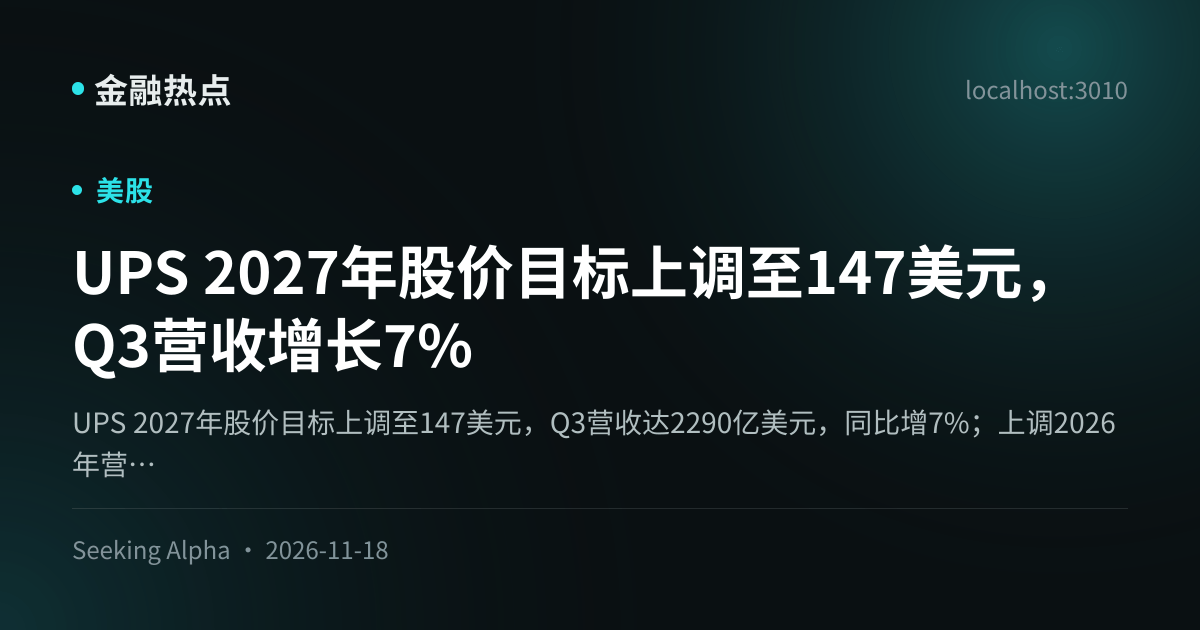 金融热点
localhost:3010
美股
UPS 2027年股价目标上调至147美元，
Q3营收增长7%
UPS 2027年股价目标上调至147美元，Q3营收达2290亿美元，同比增7%；上调2026
年营…
Seeking Alpha · 2026-11-18